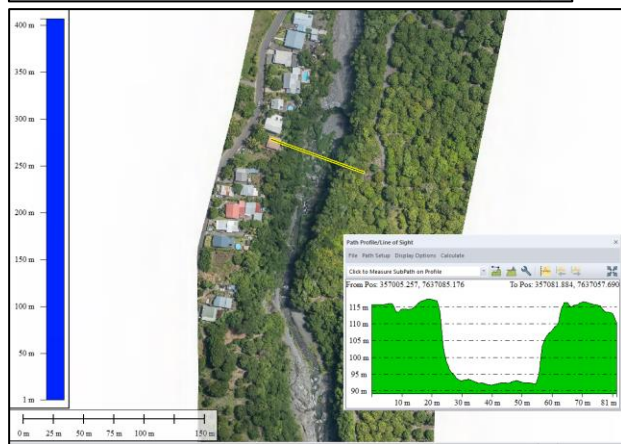 400 m
350 m
300 m
250 m
200 m
150 m
100 m
50 m
1 m
0 m 25 m 50 m 75 m 100 m 150 m
Path Profile/Line of Sight
File Path Setup Display Options Calculate
Click to Measure SubPath on Profile
From Pos: 357005.257, 7637085.176 To Pos: 357081.884, 7637057.690
115 m
110 m
105 m
100 m
95 m
90 m
10 m 20 m 30 m 40 m 50 m 60 m 70 m 81 m